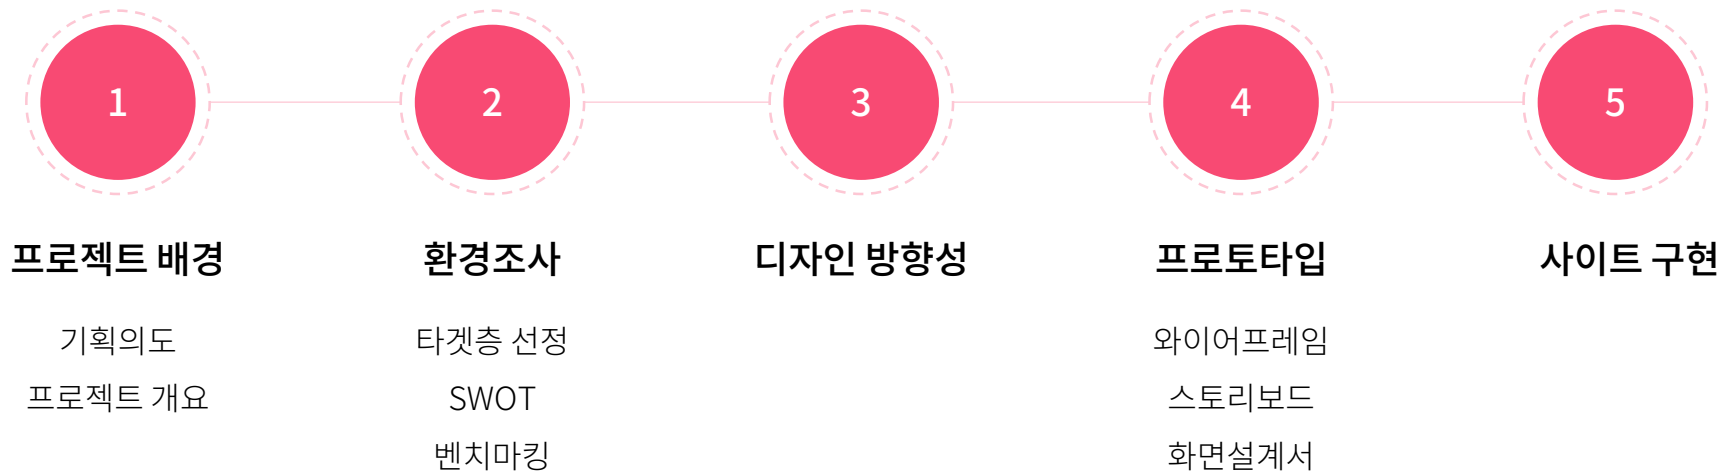 1
2
3
4
5
프로젝트 배경
기획의도
프로젝트 개요
환경조사
타겟층 선정
SWOT
벤치마킹
디자인 방향성
프로토타입
와이어프레임
스토리보드
화면설계서
사이트 구현